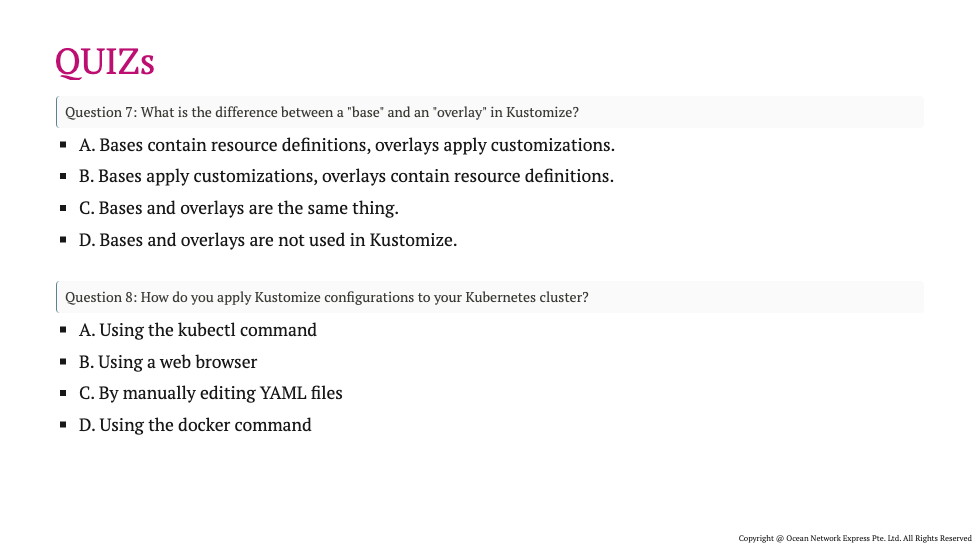 QUIZs
Question 7: What is the difference between a "base" and an "overlay" in Kustomize?
▪ A. Bases contain resource definitions, overlays apply customizations.
▪ B. Bases apply customizations, overlays contain resource definitions.
▪ C. Bases and overlays are the same thing.
▪ D. Bases and overlays are not used in Kustomize.
Question 8: How do you apply Kustomize configurations to your Kubernetes cluster?
▪ A. Using the kubectl command
▪ B. Using a web browser
▪ C. By manually editing YAML files
▪ D. Using the docker command
Copyright @ Ocean Network Express Pte. Ltd. All Rights Reserved